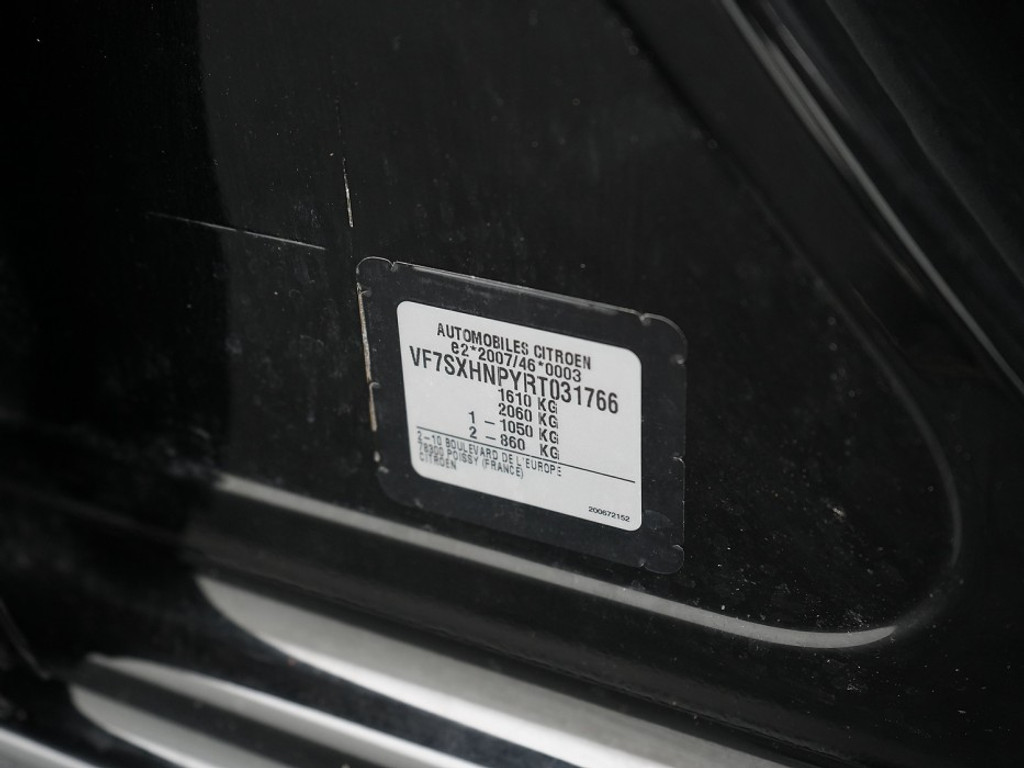 AUTOMOBILES CITROEN
e2*2007/46*0003
VF7SXHNPYRT031766
1610 KG
2060 KG
1 - 1050 KG
2 - 860 KG
2-10 BOULEVARD DE L'EUROPE
78300 POISSY (FRANCE)
CITROËN
200672152